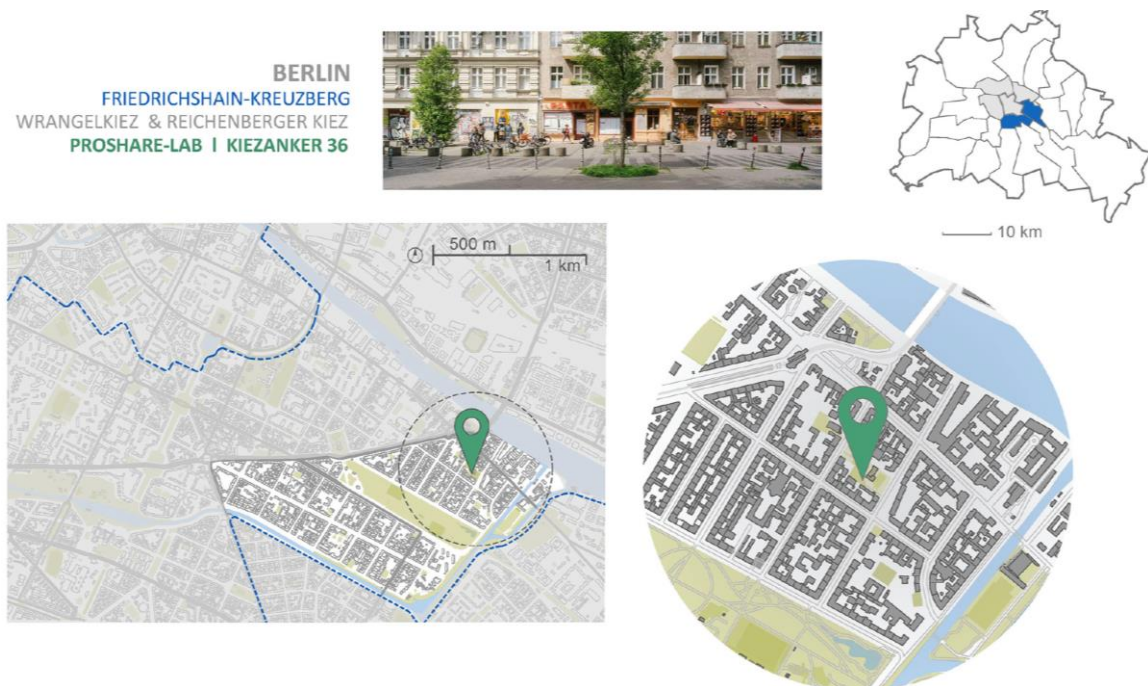 BERLIN
FRIEDRICHSHAIN-KREUZBERG
WRANGELKIEZ & REICHENBERGER KIEZ
PROSHARE-LAB I KIEZANKER 36
10 km
500 m
1 km